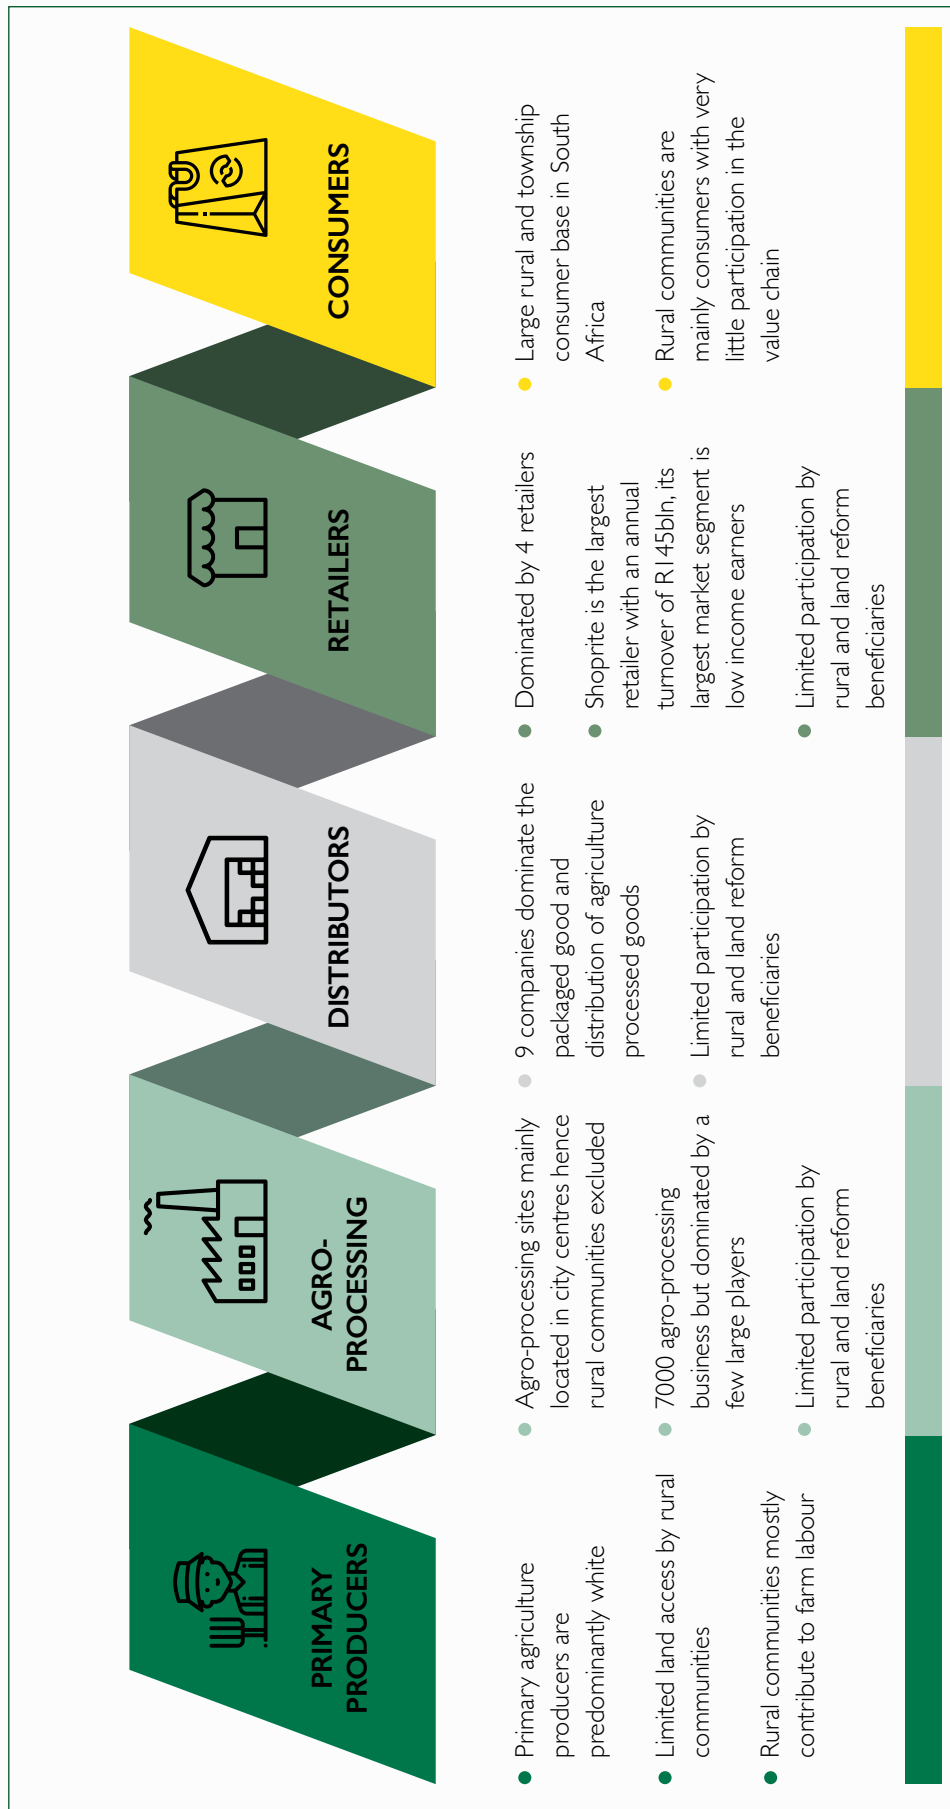 PRIMARY
PRODUCERS
• Primary agriculture
producers are
predominantly white
• Limited land access by rural
communities
• Rural communities mostly
contribute to farm labour
AGRO-
PROCESSING
• Agro-processing sites mainly
located in city centres hence
rural communities excluded
• 7000 agro-processing
business but dominated by a
few large players
• Limited participation by
rural and land reform
beneficiaries
DISTRIBUTORS
• 9 companies dominate the
packaged good and
distribution of agriculture
processed goods
• Limited participation by
rural and land reform
beneficiaries
RETAILERS
• Dominated by 4 retailers
• Shoprite is the largest
retailer with an annual
turnover of R145bln, its
largest market segment is
low income earners
• Limited participation by
rural and land reform
beneficiaries
CONSUMERS
• Large rural and township
consumer base in South
Africa
• Rural communities are
mainly consumers with very
little participation in the
value chain